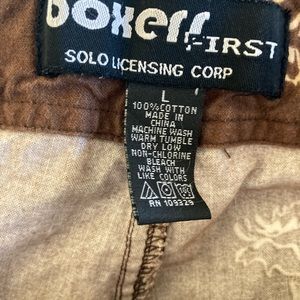 boxerr
FIRST
SOLO LICENSING CORP
L
100%COTTON
MADE IN
CHINA
MACHINE WASH
WARM TUMBLE
DRY LOW
NON-CHLORINE
BLEACH
WASH WITH
LIKE COLORS
RN 109329